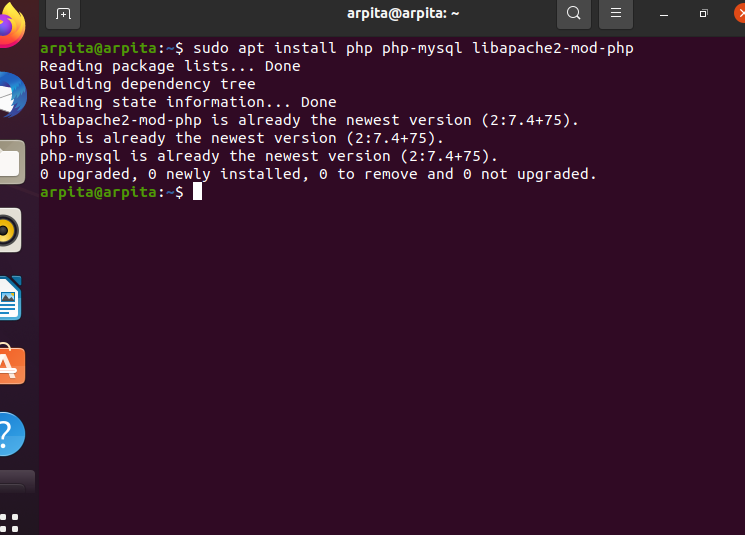 arpita@arpita: ~
arpita@arpita:~$ sudo apt install php php-mysql libapache2-mod-php
Reading package lists... Done
Building dependency tree
Reading state information... Done
libapache2-mod-php is already the newest version (2:7.4+75).
php is already the newest version (2:7.4+75).
php-mysql is already the newest version (2:7.4+75).
0 upgraded, 0 newly installed, 0 to remove and 0 not upgraded.
arpita@arpita:~$